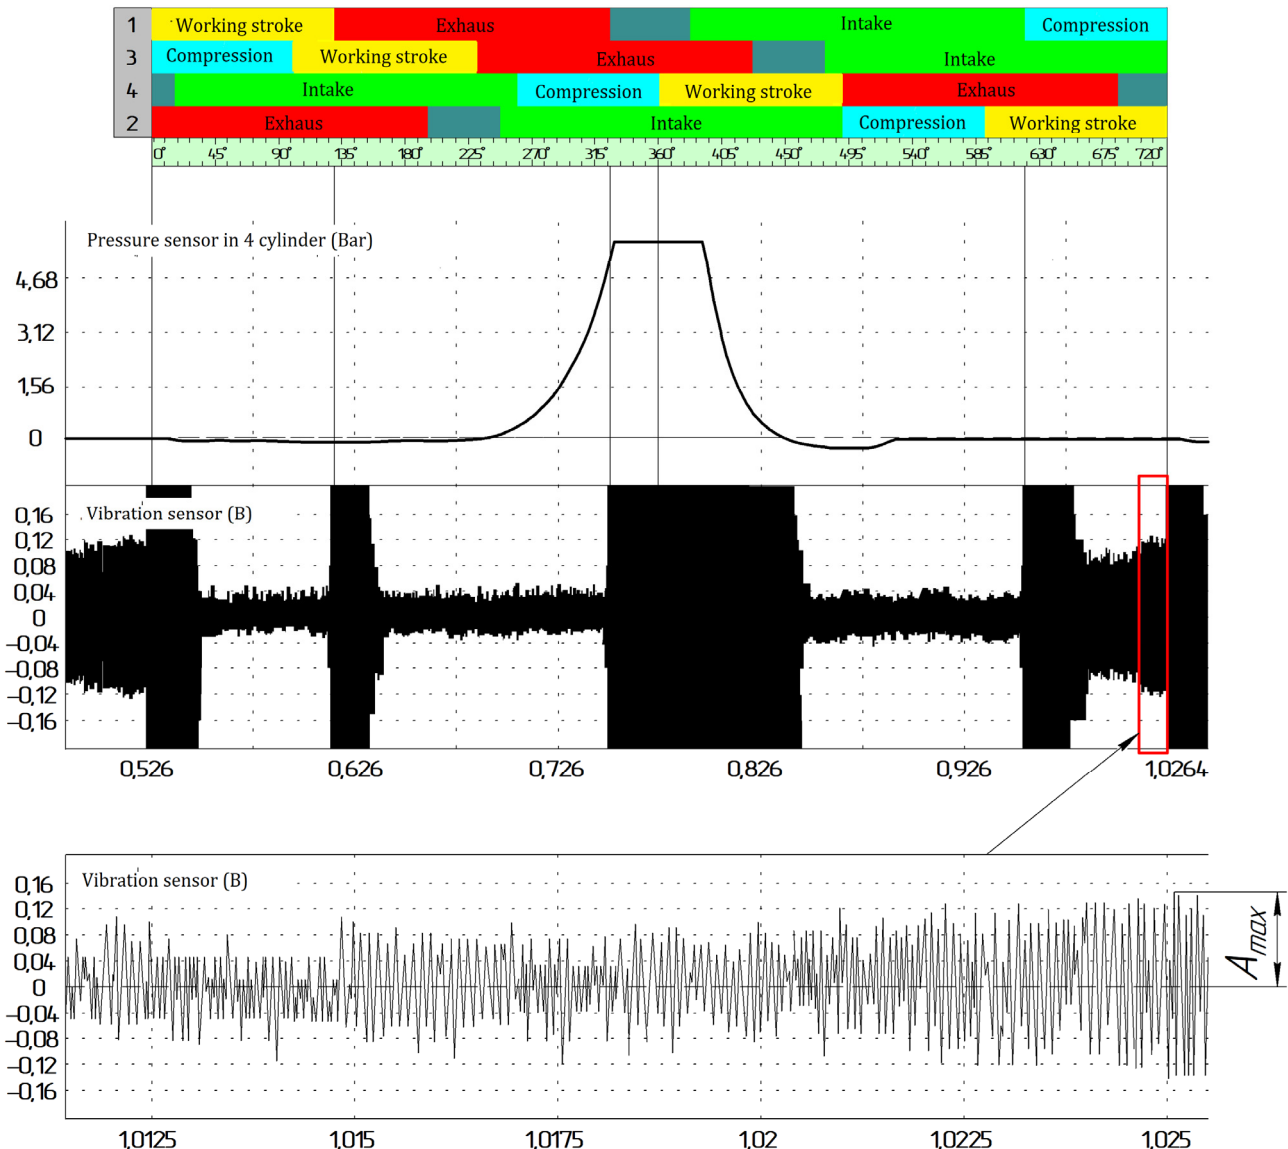 1 Working stroke Exhaus Intake Compression
3 Compression Working stroke Exhaus Intake
4 Intake Compression Working stroke Exhaus
2 Exhaus Intake Compression Working stroke
0° 45° 90° 135° 180° 225° 270° 315° 360° 405° 450° 495° 540° 585° 630° 675° 720°
Pressure sensor in 4 cylinder (Bar)
4,68
3,12
1,56
0
Vibration sensor (B)
0,16
0,12
0,08
0,04
0
−0,04
−0,08
−0,12
−0,16
0,526 0,626 0,726 0,826 0,926 1,0264
Vibration sensor (B)
0,16
0,12
0,08
0,04
0
−0,04
−0,08
−0,12
−0,16
Amax
1,0125 1,015 1,0175 1,02 1,0225 1,025